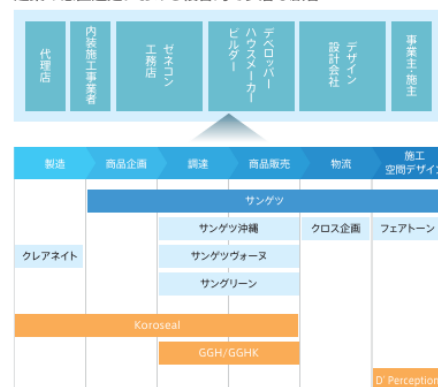 代理店
内装施工事業者
ゼネコン
工務店
デベロッパー
ハウスメーカー
ビルダー
デザイン
設計会社
事業主・施主
製造
商品企画
調達
商品販売
物流
施工
空間デザイン
サンゲツ
サンゲツ沖縄
クロス企画
フェアトーン
クレアネイト
サンゲツヴォーヌ
サングリーン
Koroseal
GGH/GGHK
D' Perception